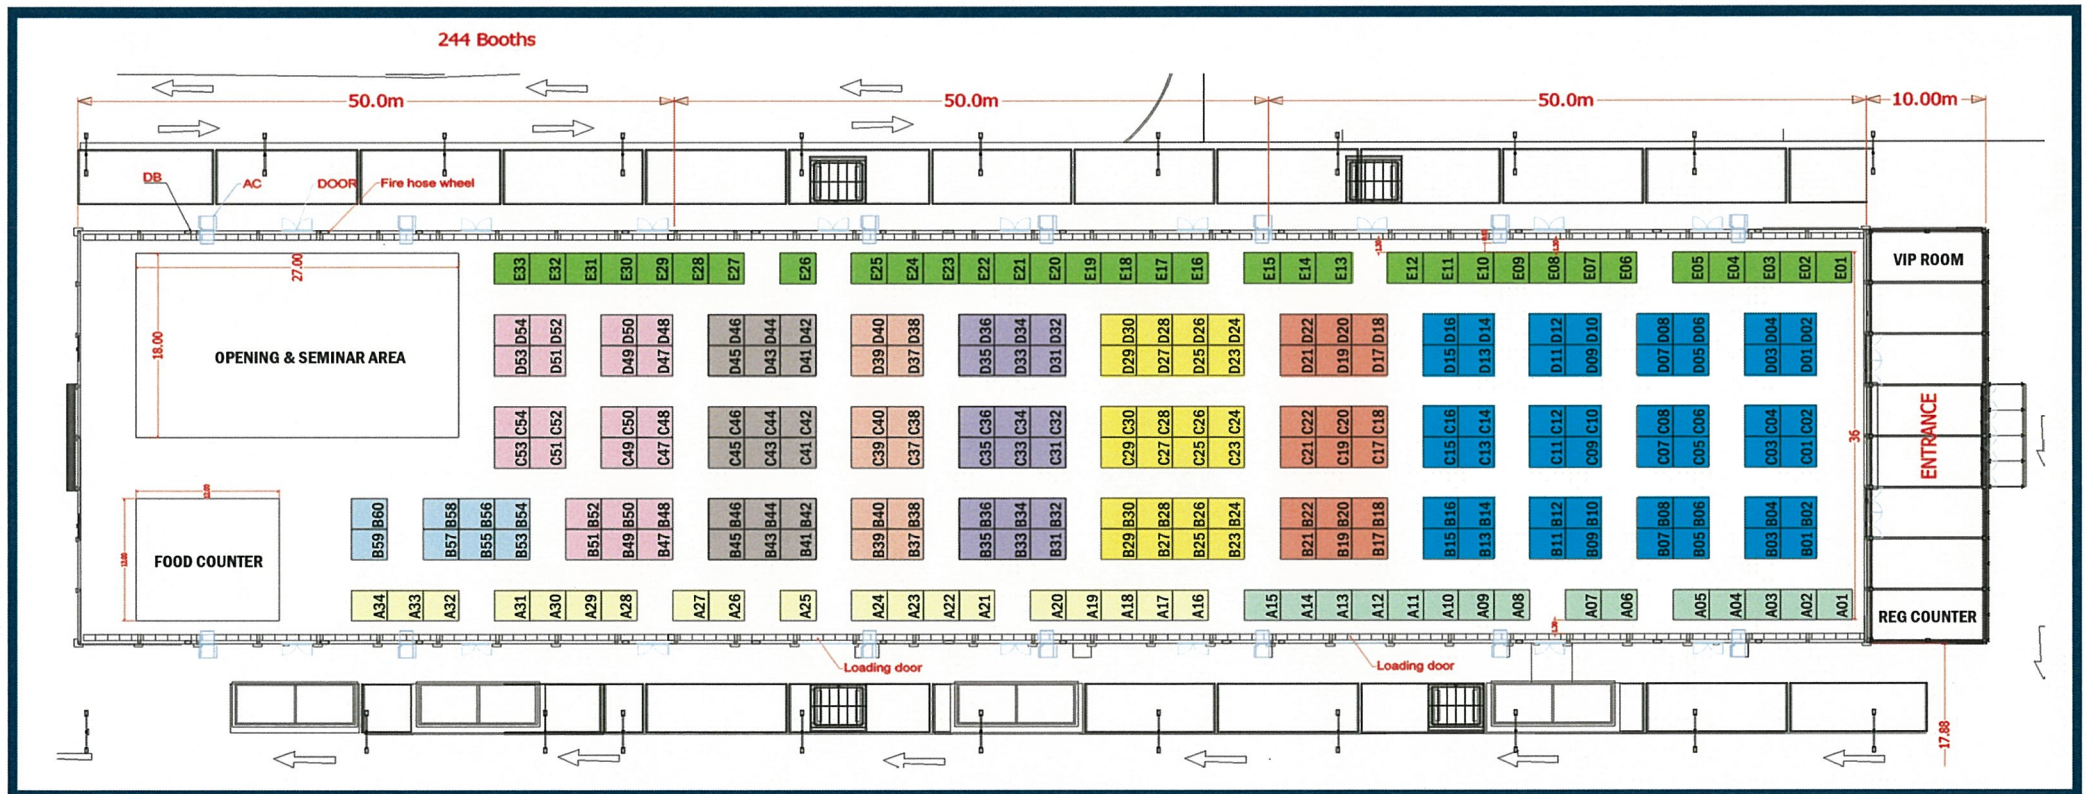 244 Booths
50.0m 50.0m 50.0m 10.00m
DB AC DOOR Fire hose wheel
27.00
18.00
OPENING & SEMINAR AREA
E33 E32 E31 E30 E29 E28 E27 E26 E25 E24 E23 E22 E21 E20 E19 E18 E17 E16 E15 E14 E13 E12 E11 E10 E09 E08 E07 E06 E05 E04 E03 E02 E01
VIP ROOM
D54 D52 D50 D48 D46 D44 D42 D40 D38 D36 D34 D32 D30 D28 D26 D24 D22 D20 D18 D16 D14 D12 D10 D08 D06 D04 D02
D53 D51 D49 D47 D45 D43 D41 D39 D37 D35 D33 D31 D29 D27 D25 D23 D21 D19 D17 D15 D13 D11 D09 D07 D05 D03 D01
C54 C52 C50 C48 C46 C44 C42 C40 C38 C36 C34 C32 C30 C28 C26 C24 C22 C20 C18 C16 C14 C12 C10 C08 C06 C04 C02
C53 C51 C49 C47 C45 C43 C41 C39 C37 C35 C33 C31 C29 C27 C25 C23 C21 C19 C17 C15 C13 C11 C09 C07 C05 C03 C01
36
ENTRANCE
B60 B58 B56 B54 B52 B50 B48 B46 B44 B42 B40 B38 B36 B34 B32 B30 B28 B26 B24 B22 B20 B18 B16 B14 B12 B10 B08 B06 B04 B02
B59 B57 B55 B53 B51 B49 B47 B45 B43 B41 B39 B37 B35 B33 B31 B29 B27 B25 B23 B21 B19 B17 B15 B13 B11 B09 B07 B05 B03 B01
FOOD COUNTER
A34 A33 A32 A31 A30 A29 A28 A27 A26 A25 A24 A23 A22 A21 A20 A19 A18 A17 A16 A15 A14 A13 A12 A11 A10 A09 A08 A07 A06 A05 A04 A03 A02 A01
REG COUNTER
Loading door Loading door
17.88